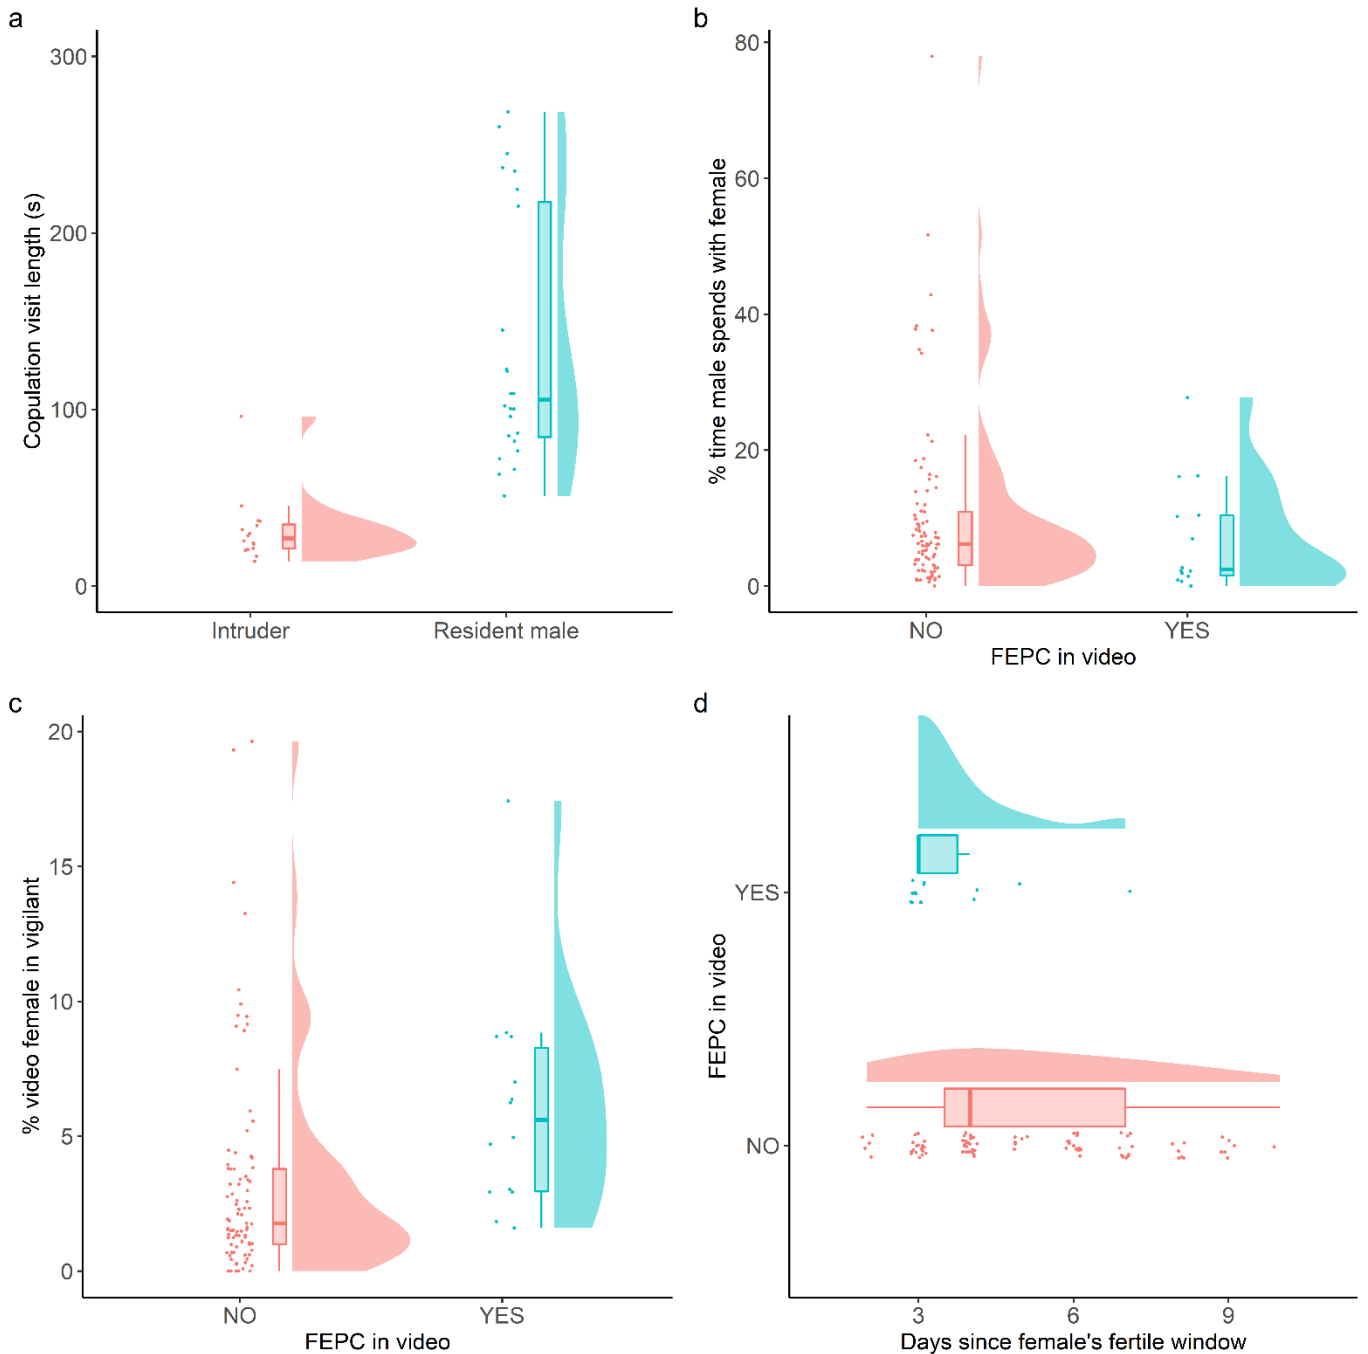 a
Copulation visit length (s)
300
200
100
0
Intruder
Resident male
b
% time male spends with female
80
60
40
20
0
NO
YES
FEPC in video
c
% video female in vigilant
20
15
10
5
0
NO
YES
FEPC in video
d
FEPC in video
YES
NO
3
6
9
Days since female's fertile window